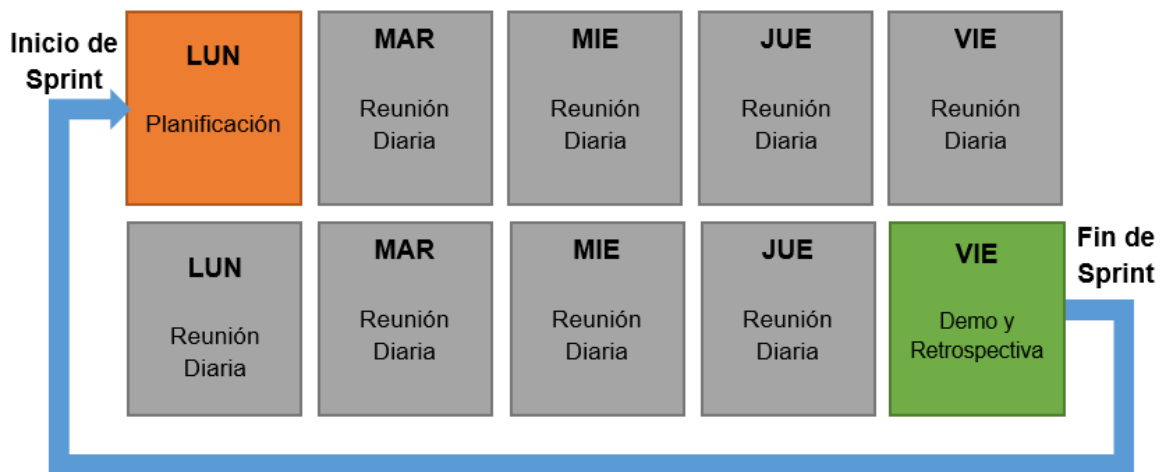 Inicio de
Sprint
LUN
Planificación
MAR
Reunión
Diaria
MIE
Reunión
Diaria
JUE
Reunión
Diaria
VIE
Reunión
Diaria
LUN
Reunión
Diaria
MAR
Reunión
Diaria
MIE
Reunión
Diaria
JUE
Reunión
Diaria
VIE
Demo y
Retrospectiva
Fin de
Sprint